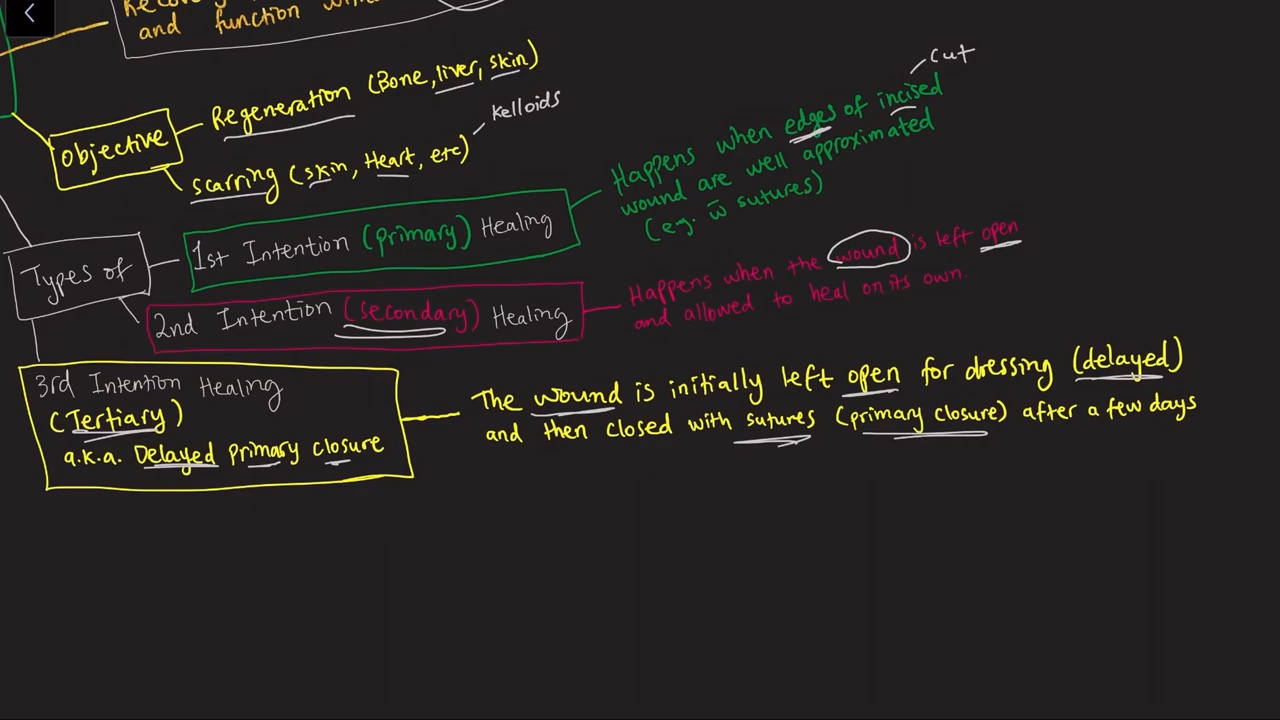 and function
Regeneration (Bone, liver, skin)
Objective
scarring (skin, Heart, etc)
Kelloids
cut
Happens when edges of incised
wound are well approximated
(e.g. w̄ sutures)
Types of
1st Intention (primary) Healing
2nd Intention (secondary) Healing
Happens when the wound is left open
and allowed to heal on its own.
3rd Intention Healing
(Tertiary)
a.k.a. Delayed primary closure
The wound is initially left open for dressing (delayed)
and then closed with sutures (primary closure) after a few days